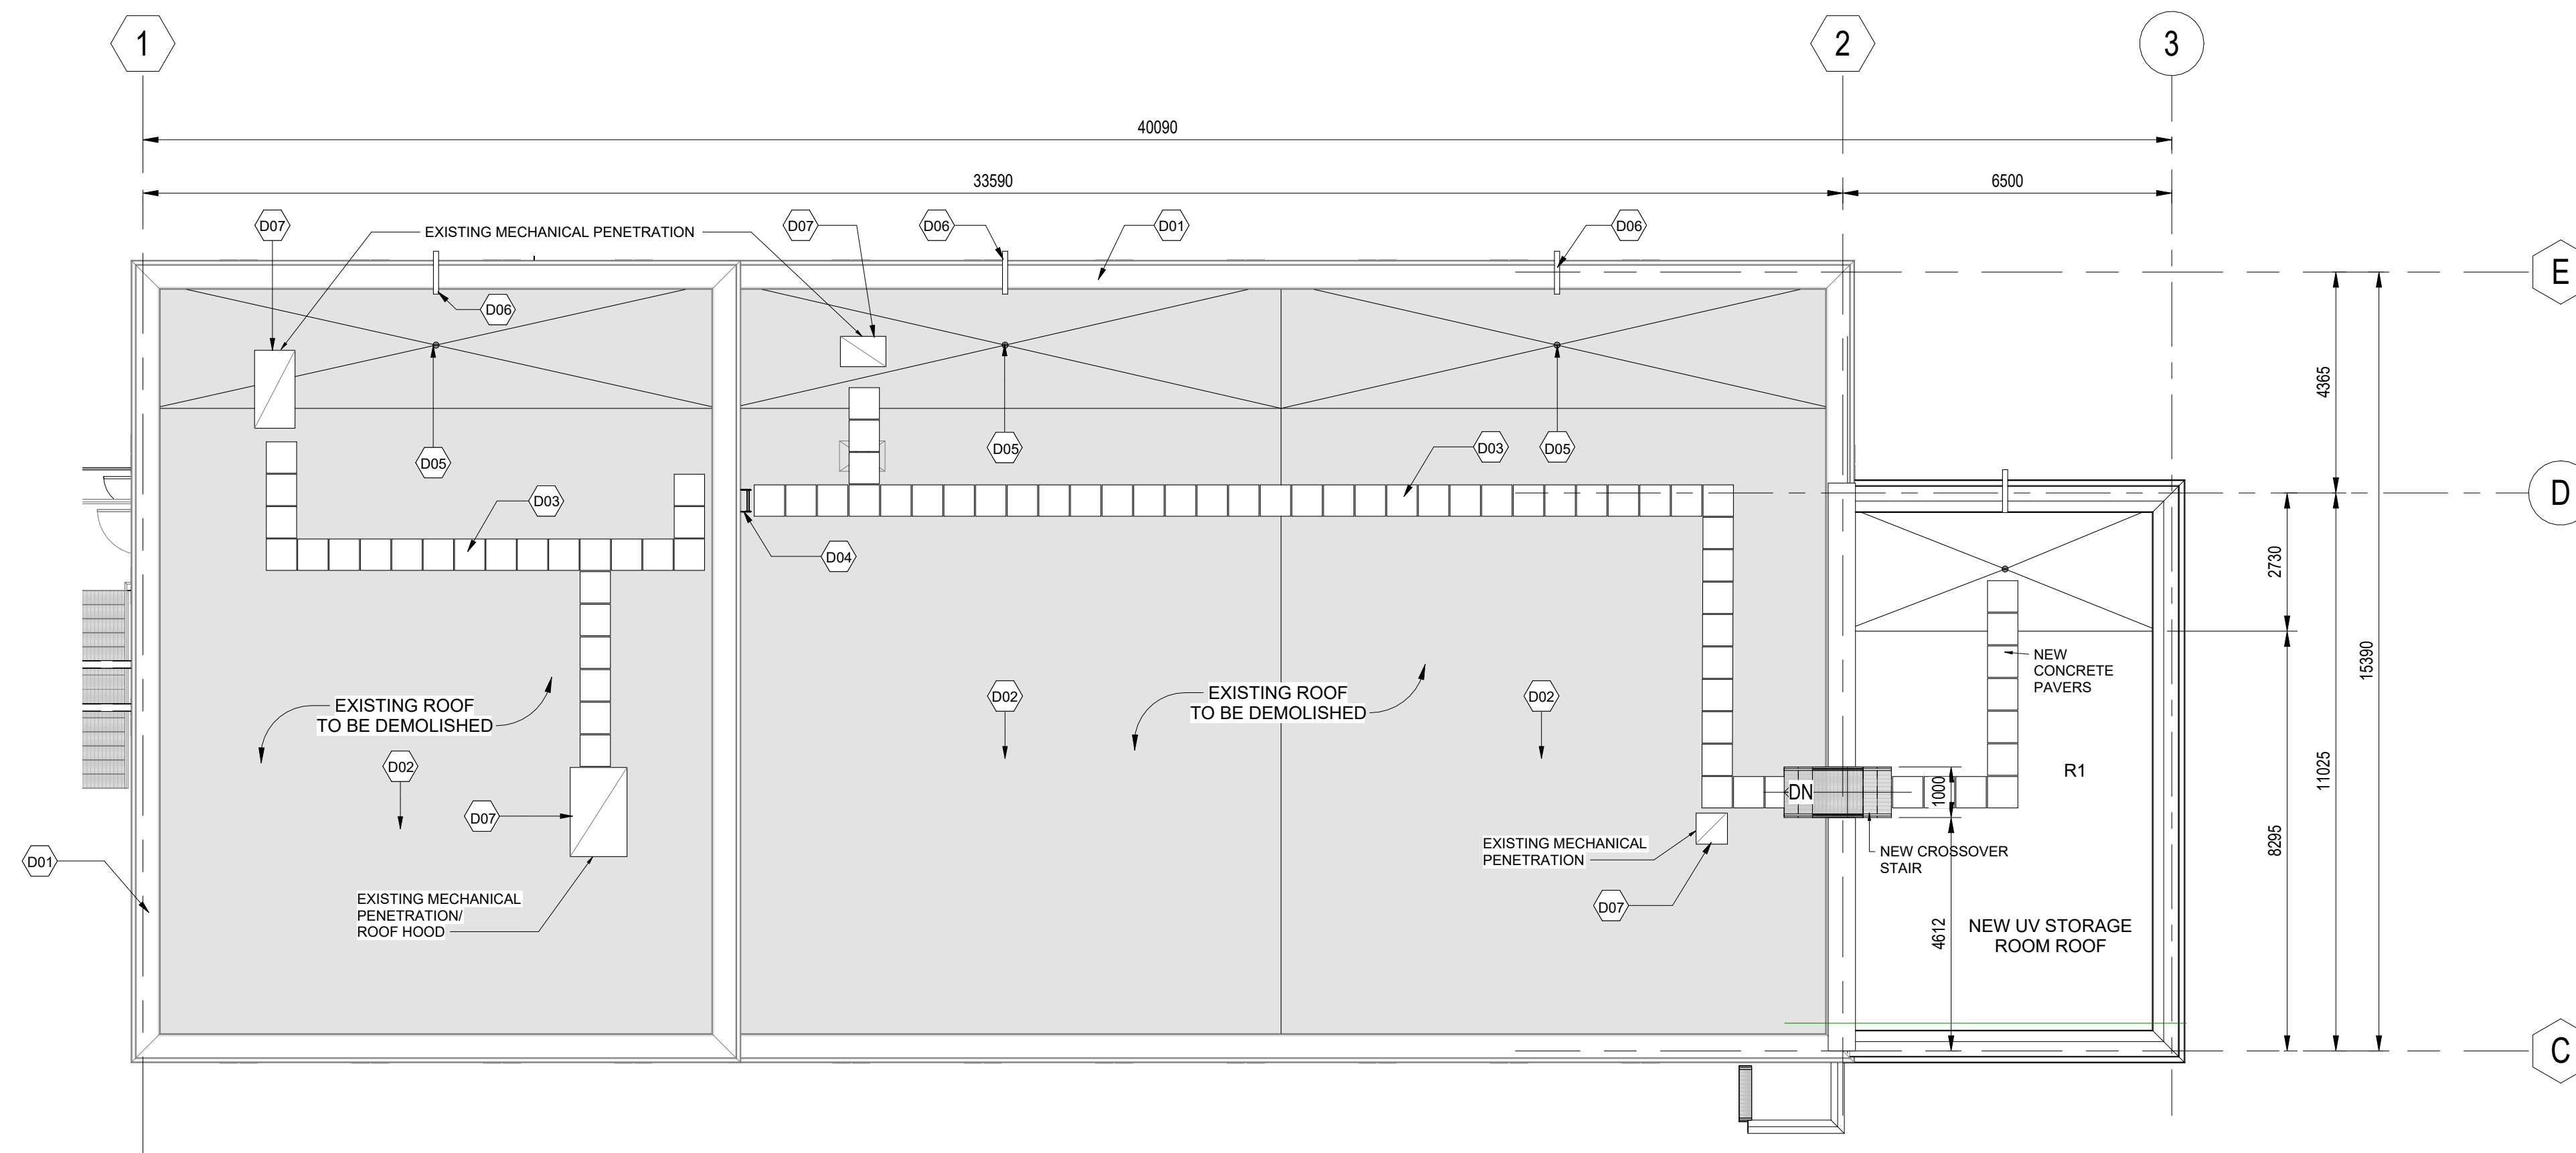 1
2
3
40090
33590
6500
D07
EXISTING MECHANICAL PENETRATION
D07
D06
D01
D06
E
D06
4365
D05
D05
D03
D05
D
D03
D04
2730
NEW
CONCRETE
PAVERS
15390
EXISTING ROOF
TO BE DEMOLISHED
D02
EXISTING ROOF
TO BE DEMOLISHED
D02
D02
R1
11025
DN
1000
D07
EXISTING MECHANICAL
PENETRATION
NEW CROSSOVER
STAIR
8295
D01
EXISTING MECHANICAL
PENETRATION/
ROOF HOOD
D07
4612
NEW UV STORAGE
ROOM ROOF
C